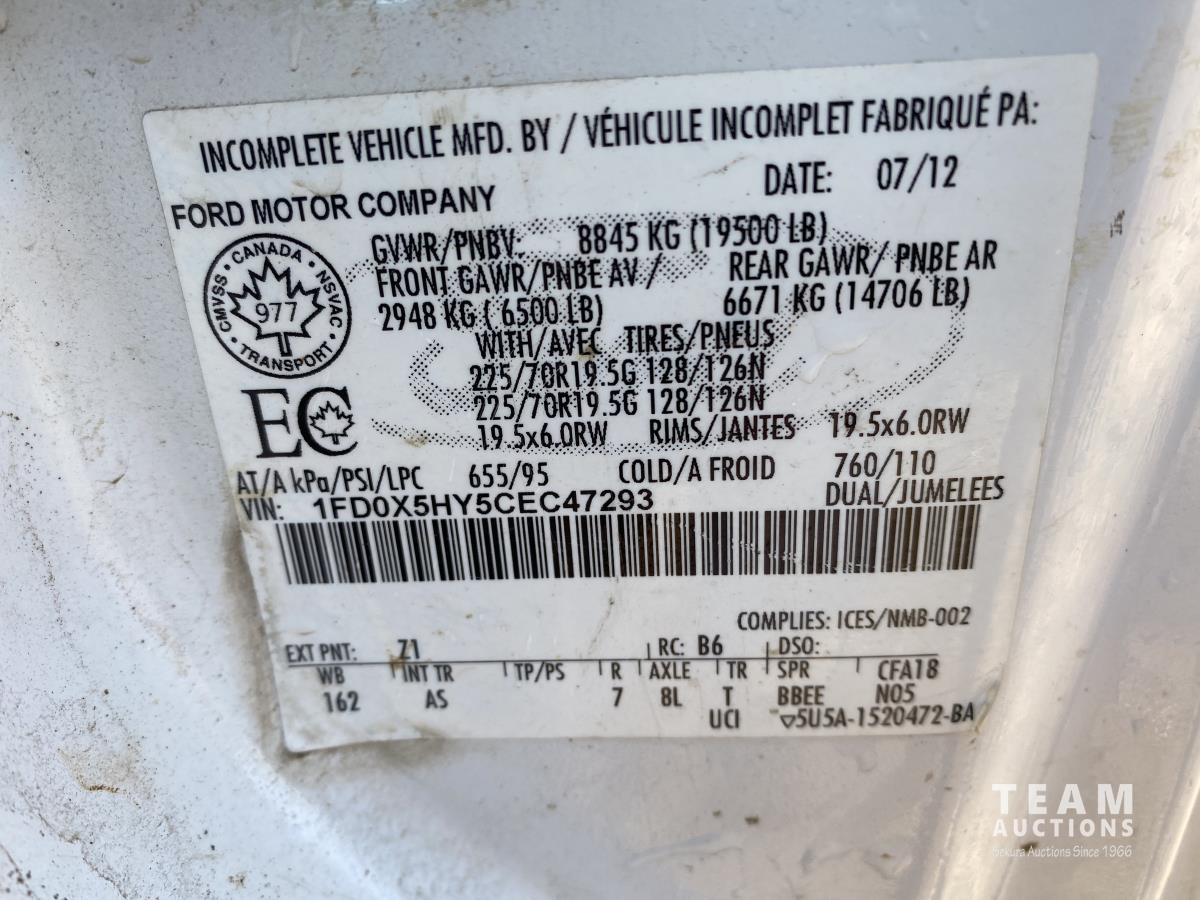 INCOMPLETE VEHICLE MFD. BY / VÉHICULE INCOMPLET FABRIQUÉ PA:
FORD MOTOR COMPANY DATE: 07/12
GVWR/PNBV: 8845 KG (19500 LB)
FRONT GAWR/PNBE AV / REAR GAWR/ PNBE AR
2948 KG ( 6500 LB) 6671 KG (14706 LB)
WITH/AVEC TIRES/PNEUS
225/70R19.5G 128/126N
225/70R19.5G 128/126N
19.5x6.0RW RIMS/JANTES 19.5x6.0RW
CMVSS · CANADA · NSVAC · TRANSPORT ·
977
EC
AT/A kPa/PSI/LPC 655/95 COLD/A FROID 760/110
DUAL/JUMELEES
VIN: 1FD0X5HY5CEC47293
COMPLIES: ICES/NMB-002
EXT PNT: Z1 RC: B6 DSO:
WB INT TR TP/PS R AXLE TR SPR CFA18
162 AS 7 8L T BBEE N05
UCI ▽5U5A-1520472-BA
TEAM
AUCTIONS
Sekura Auctions Since 1966